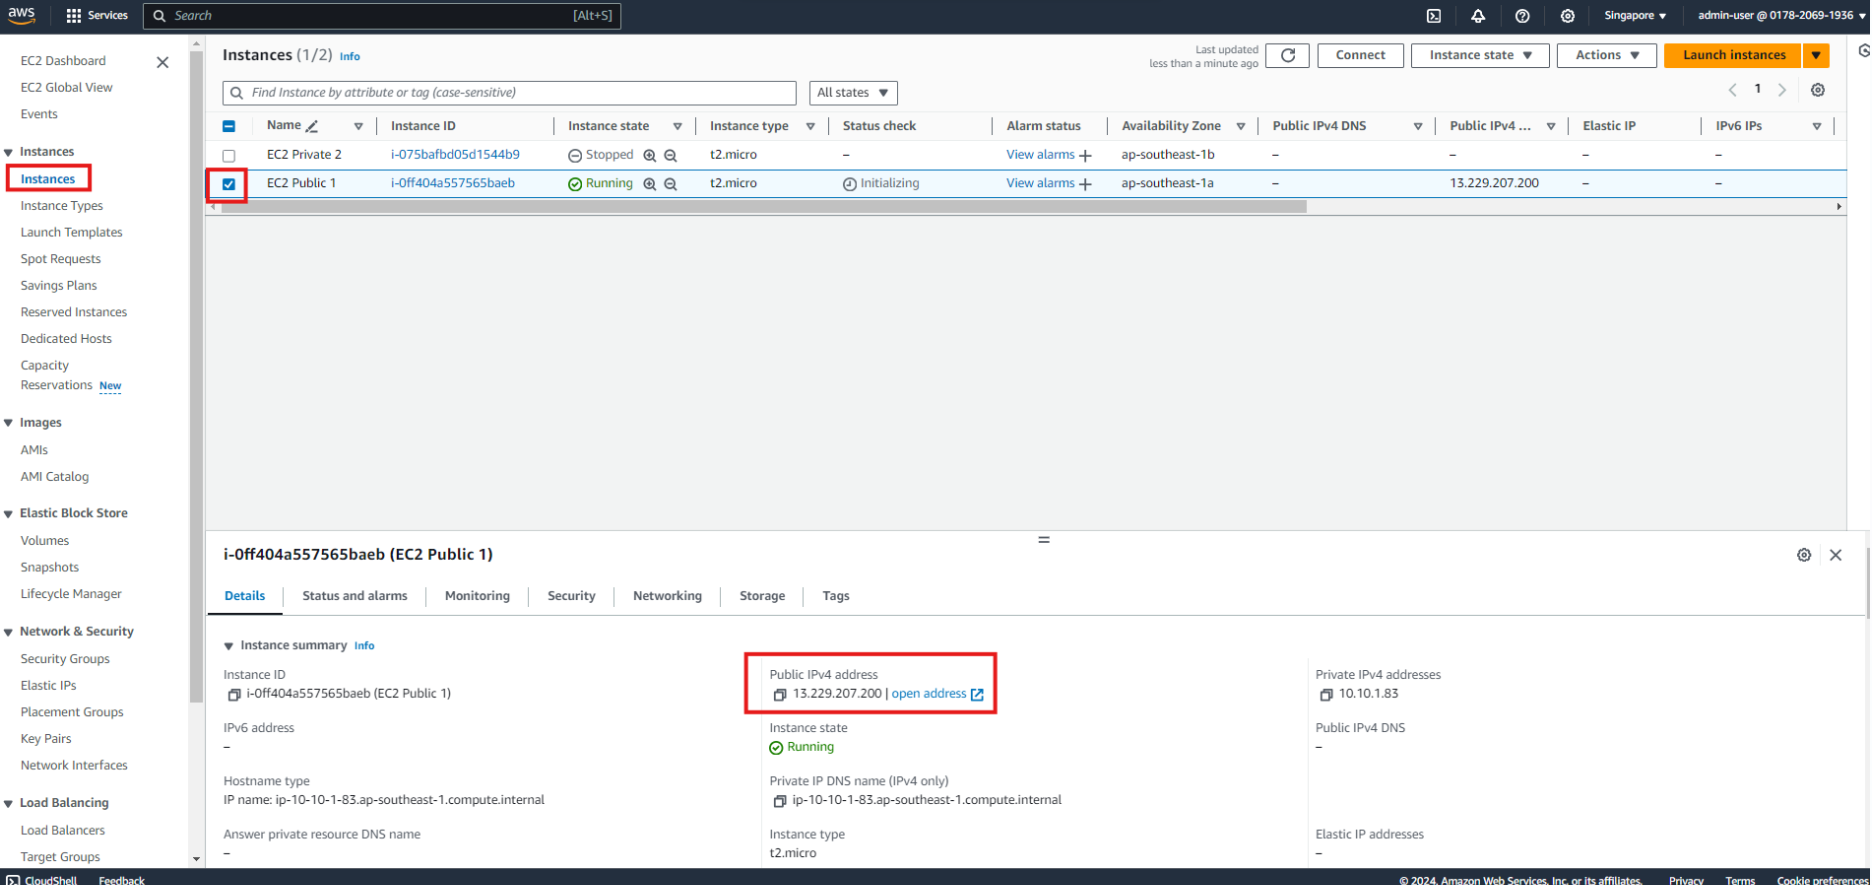 aws Services Search [Alt+S] Singapore ▼ admin-user @ 0178-2069-1936 ▼
EC2 Dashboard
EC2 Global View
Events
Instances
Instances
Instance Types
Launch Templates
Spot Requests
Savings Plans
Reserved Instances
Dedicated Hosts
Capacity
Reservations New
Images
AMIs
AMI Catalog
Elastic Block Store
Volumes
Snapshots
Lifecycle Manager
Network & Security
Security Groups
Elastic IPs
Placement Groups
Key Pairs
Network Interfaces
Load Balancing
Load Balancers
Target Groups
Instances (1/2) Info
Last updated
less than a minute ago
Connect Instance state ▼ Actions ▼ Launch instances ▼
Find Instance by attribute or tag (case-sensitive) All states ▼ 1
Name Instance ID Instance state Instance type Status check Alarm status Availability Zone Public IPv4 DNS Public IPv4 ... Elastic IP IPv6 IPs
EC2 Private 2 i-075bafbd05d1544b9 Stopped t2.micro – View alarms + ap-southeast-1b – – – –
EC2 Public 1 i-0ff404a557565baeb Running t2.micro Initializing View alarms + ap-southeast-1a – 13.229.207.200 – –
i-0ff404a557565baeb (EC2 Public 1)
Details Status and alarms Monitoring Security Networking Storage Tags
Instance summary Info
Instance ID
i-0ff404a557565baeb (EC2 Public 1)
Public IPv4 address
13.229.207.200 | open address
Private IPv4 addresses
10.10.1.83
IPv6 address
–
Instance state
Running
Public IPv4 DNS
–
Hostname type
IP name: ip-10-10-1-83.ap-southeast-1.compute.internal
Private IP DNS name (IPv4 only)
ip-10-10-1-83.ap-southeast-1.compute.internal
Answer private resource DNS name
–
Instance type
t2.micro
Elastic IP addresses
–
CloudShell Feedback © 2024, Amazon Web Services, Inc. or its affiliates. Privacy Terms Cookie preferences